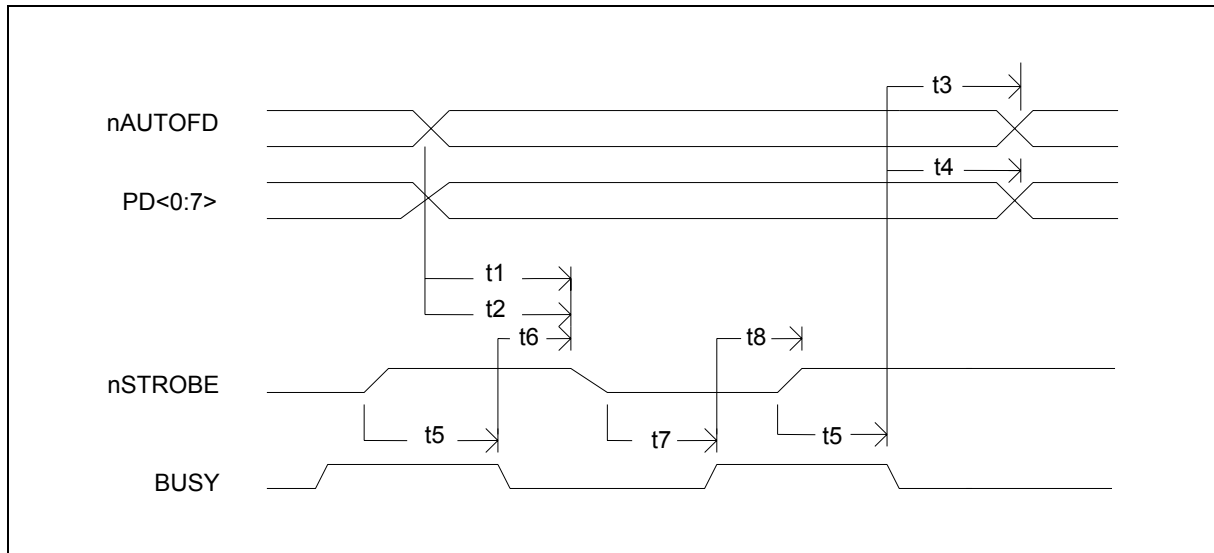 t3
nAUTOFD
t4
PD<0:7>
t1
t2
t6
t8
nSTROBE
t5
t7
t5
BUSY